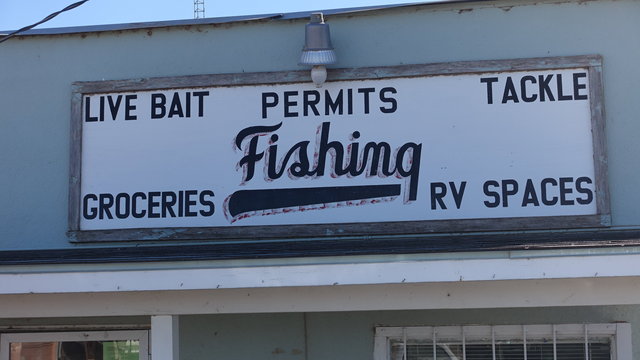 LIVE BAIT PERMITS TACKLE
Fishing
GROCERIES RV SPACES